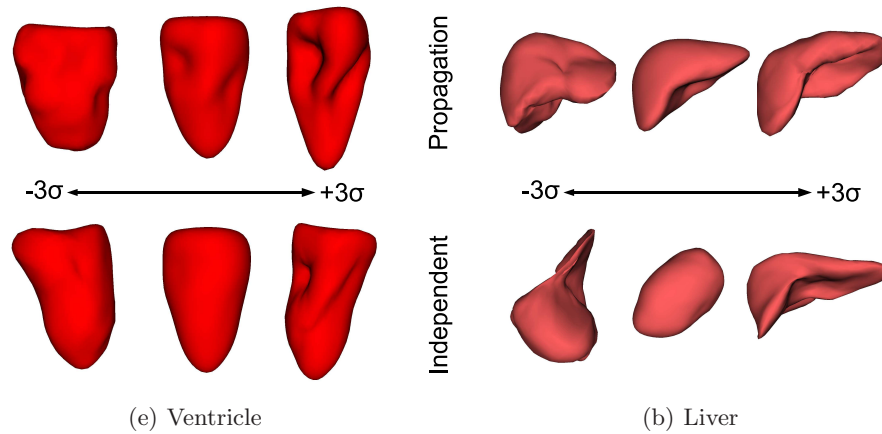 Propagation
-3σ
+3σ
-3σ
+3σ
Independent
(e) Ventricle
(b) Liver